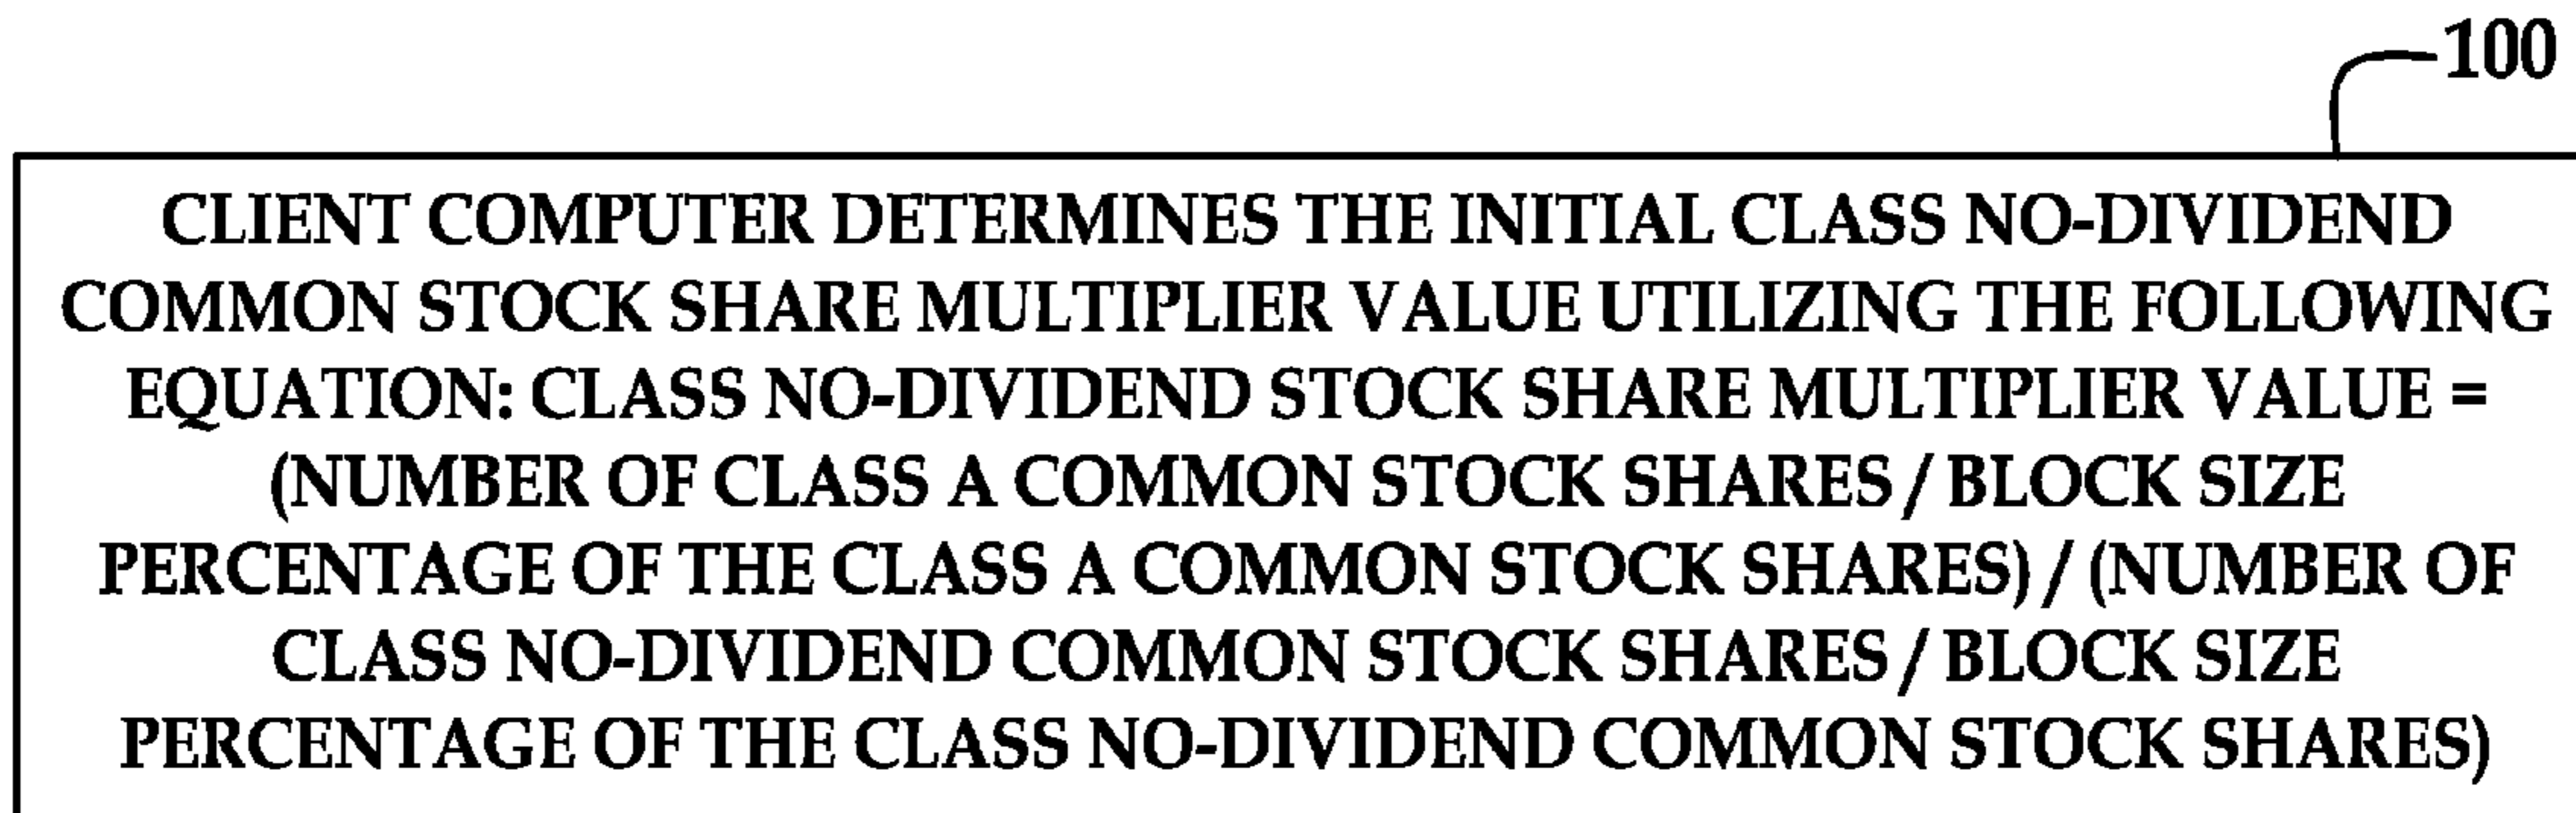 100
CLIENT COMPUTER DETERMINES THE INITIAL CLASS NO-DIVIDEND
COMMON STOCK SHARE MULTIPLIER VALUE UTILIZING THE FOLLOWING
EQUATION: CLASS NO-DIVIDEND STOCK SHARE MULTIPLIER VALUE =
(NUMBER OF CLASS A COMMON STOCK SHARES / BLOCK SIZE
PERCENTAGE OF THE CLASS A COMMON STOCK SHARES) / (NUMBER OF
CLASS NO-DIVIDEND COMMON STOCK SHARES / BLOCK SIZE
PERCENTAGE OF THE CLASS NO-DIVIDEND COMMON STOCK SHARES)